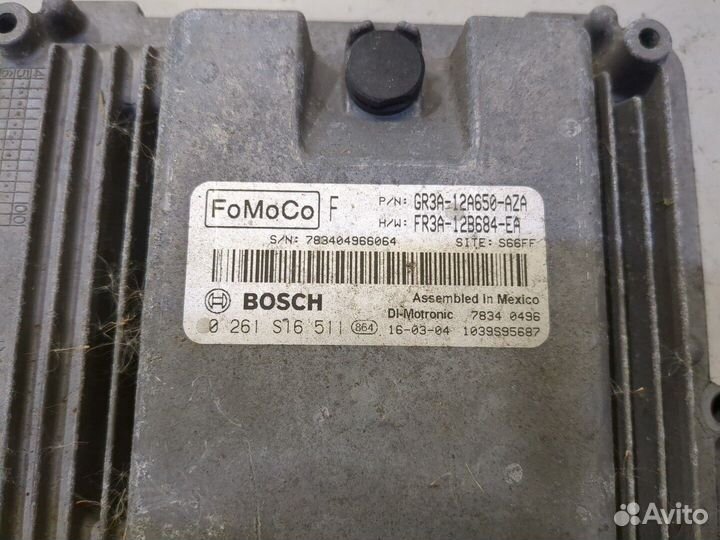 FoMoCo F P/N: GR3A-12A650-AZA
H/W: FR3A-12B684-EA
S/N: 783404966064 SITE: S66FF
BOSCH Assembled in Mexico
DI-Motronic 7834 0496
0 261 S16 511 864 16-03-04 1039S95687
Avito